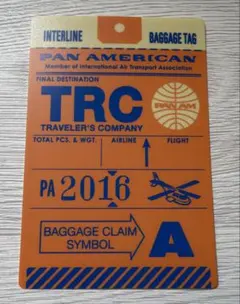 INTERLINE BAGGAGE TAG
PAN AMERICAN
Member of International Air Transport Association
FINAL DESTINATION
TRC
PAN AM
TRAVELER'S COMPANY
TOTAL PCS. & WGT. AIRLINE FLIGHT
PA 2016
BAGGAGE CLAIM
SYMBOL
A